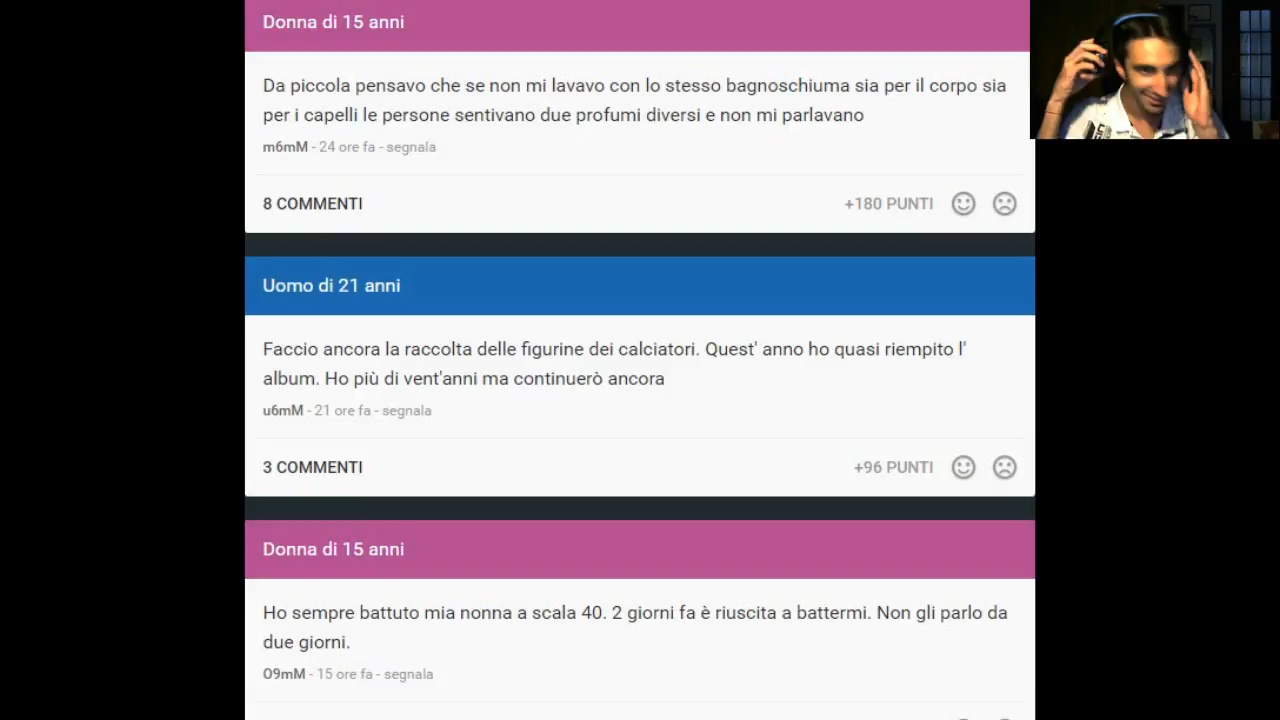 Donna di 15 anni
Da piccola pensavo che se non mi lavavo con lo stesso bagnoschiuma sia per il corpo sia
per i capelli le persone sentivano due profumi diversi e non mi parlavano
m6mM - 24 ore fa - segnala
8 COMMENTI
+180 PUNTI
Uomo di 21 anni
Faccio ancora la raccolta delle figurine dei calciatori. Quest' anno ho quasi riempito l'
album. Ho più di vent'anni ma continuerò ancora
u6mM - 21 ore fa - segnala
3 COMMENTI
+96 PUNTI
Donna di 15 anni
Ho sempre battuto mia nonna a scala 40. 2 giorni fa è riuscita a battermi. Non gli parlo da
due giorni.
O9mM - 15 ore fa - segnala